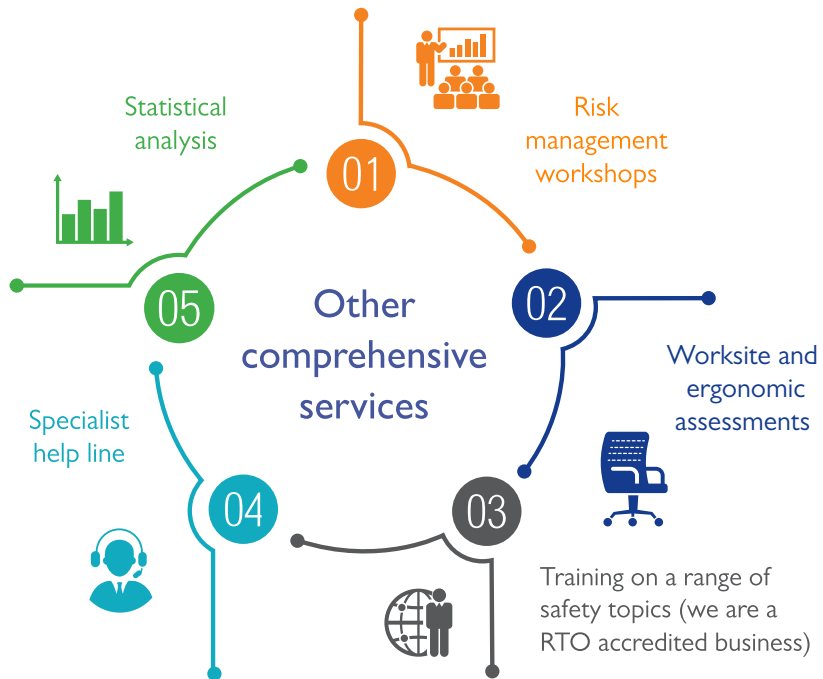 Other
comprehensive
services
01
Risk
management
workshops
02
Worksite and
ergonomic
assessments
03
Training on a range of
safety topics (we are a
RTO accredited business)
04
Specialist
help line
05
Statistical
analysis